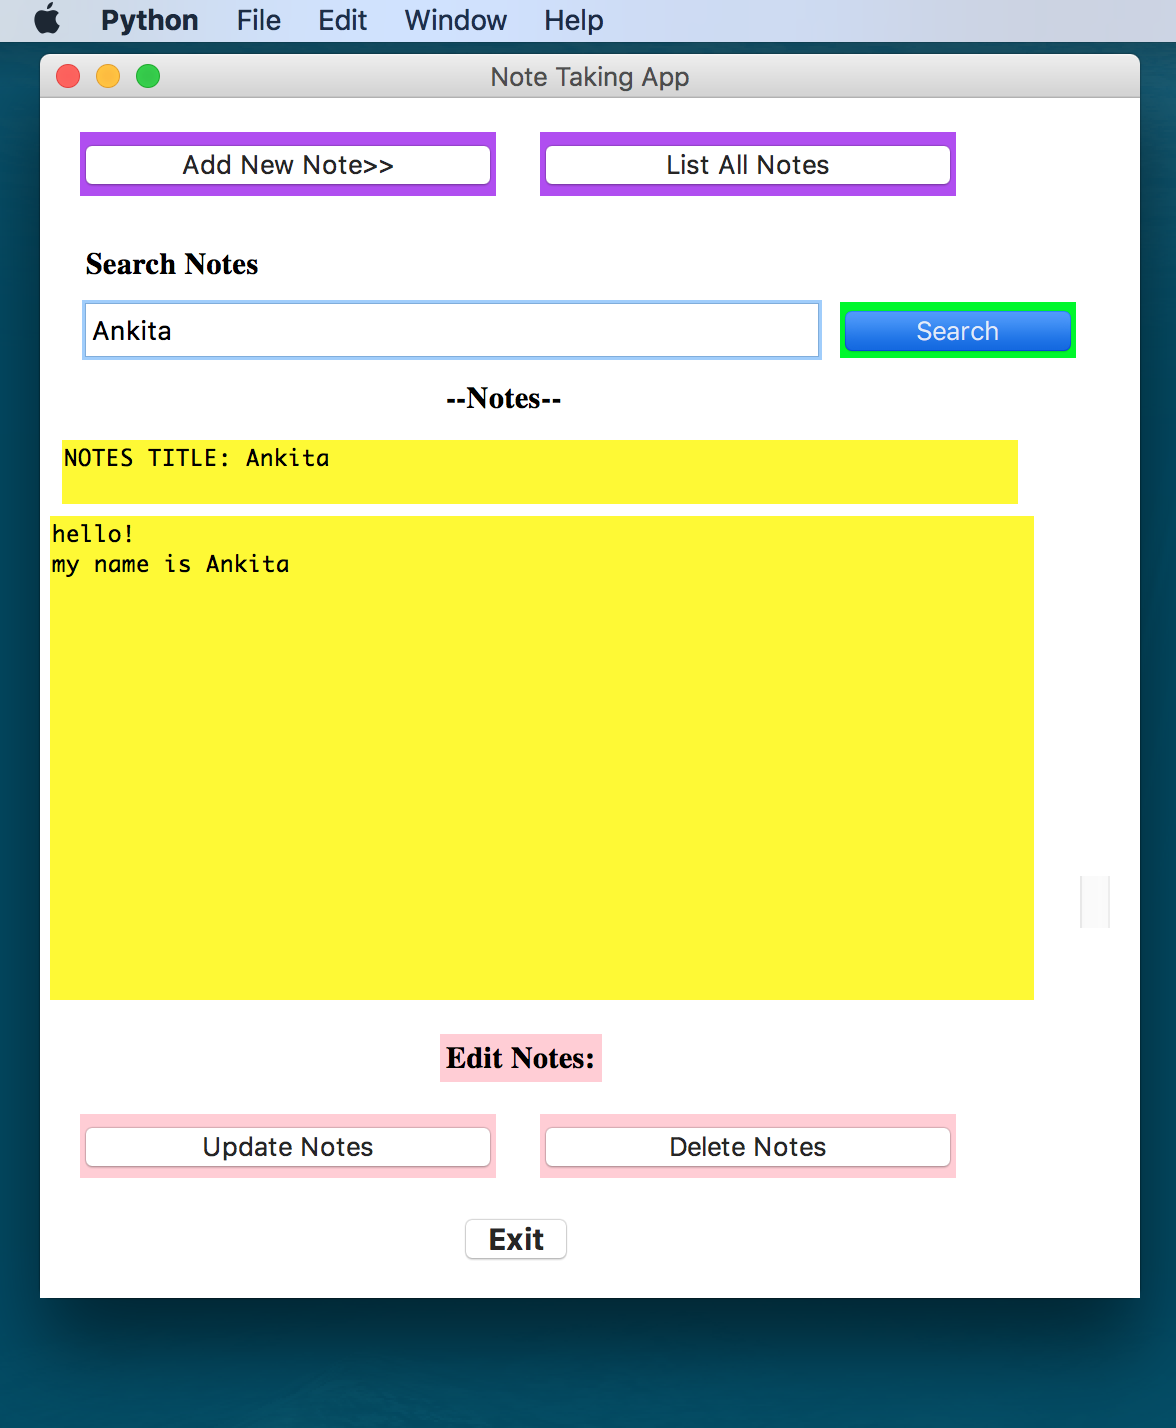 Python File Edit Window Help
Note Taking App
Add New Note>> List All Notes
Search Notes
Ankita Search
--Notes--
NOTES TITLE: Ankita
hello!
my name is Ankita
Edit Notes:
Update Notes Delete Notes
Exit